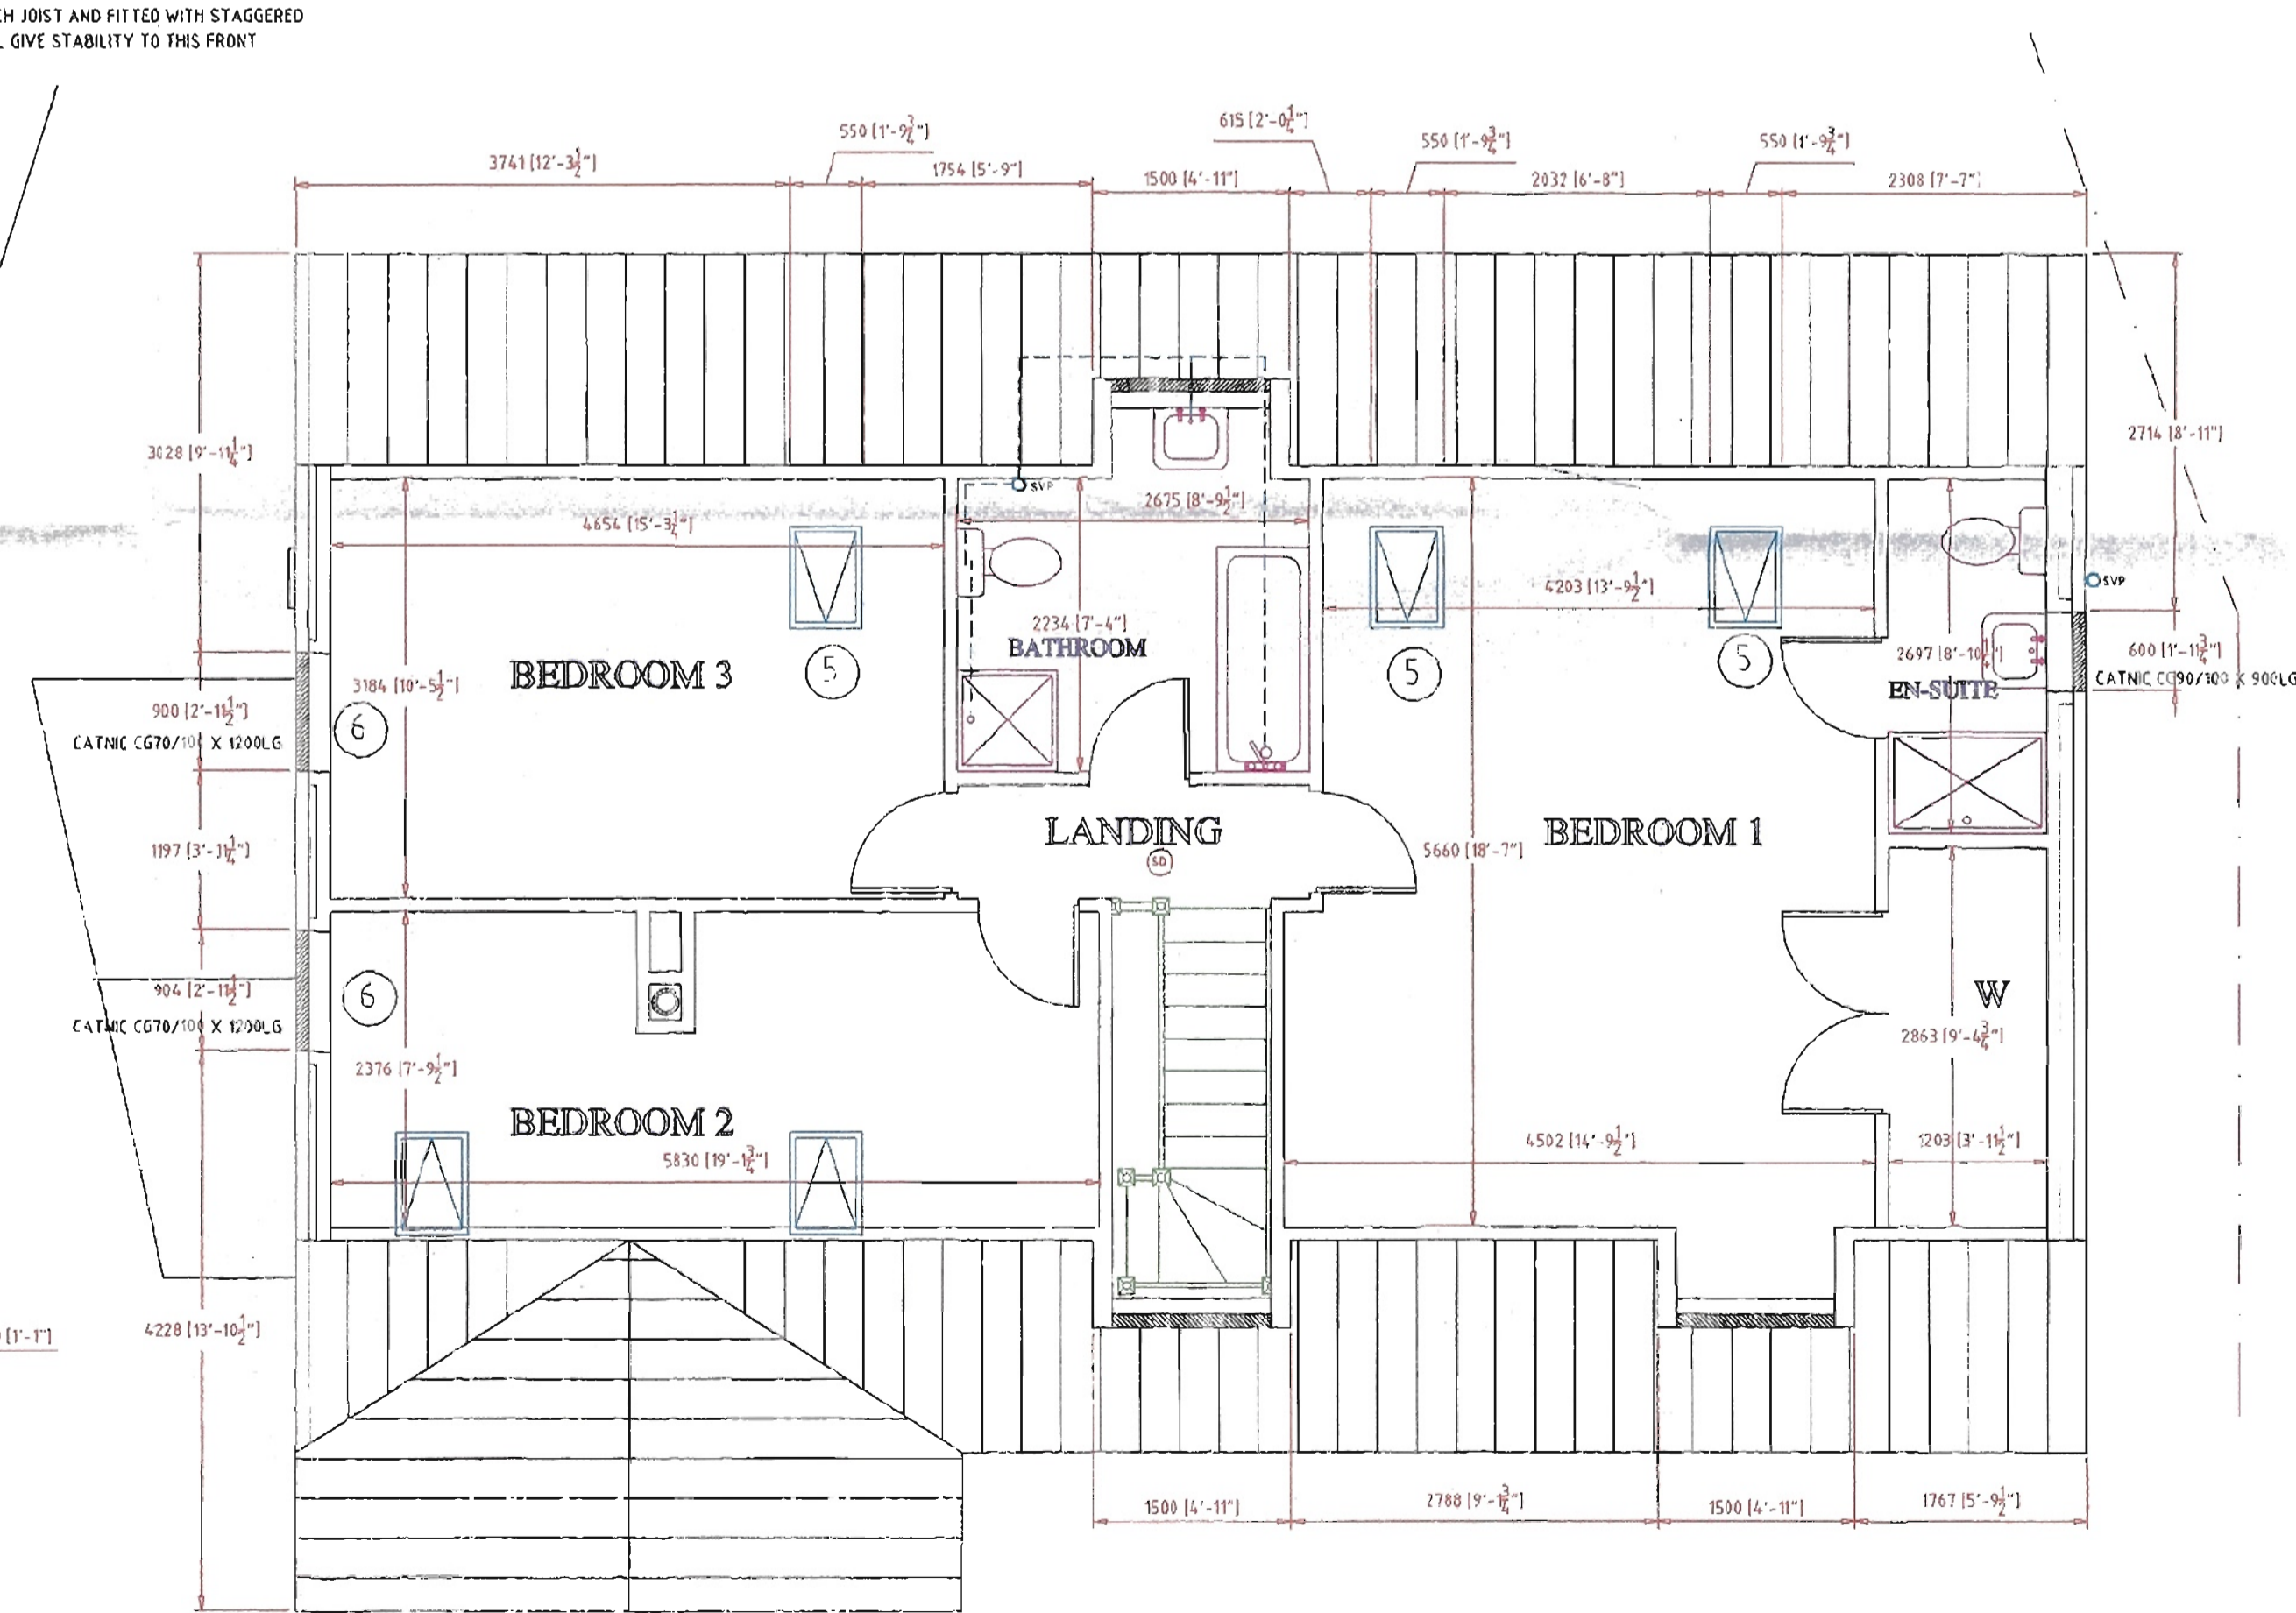 CH JOIST AND FITTED WITH STAGGERED
L GIVE STABILITY TO THIS FRONT
3741 [12'-3½"]
550 [1'-9¾"]
1754 [5'-9"]
1500 [4'-11"]
615 [2'-0¼"]
550 [1'-9¾"]
2032 [6'-8"]
550 [1'-9¾"]
2308 [7'-7"]
3028 [9'-11¼"]
2714 [8'-11"]
SVP
2675 [8'-9½"]
4654 [15'-3¼"]
4203 [13'-9½"]
SVP
2234 [7'-4"]
BATHROOM
BEDROOM 3
5
5
5
2697 [8'-10"]
EN-SUITE
600 [1'-11¾"]
CATNIC CG90/100 X 900LG
3184 [10'-5½"]
900 [2'-11½"]
CATNIC CG70/100 X 1200LG
6
1197 [3'-11¼"]
LANDING
SD
5660 [18'-7"]
BEDROOM 1
904 [2'-11½"]
CATNIC CG70/100 X 1200LG
6
W
2863 [9'-4¾"]
2376 [7'-9½"]
BEDROOM 2
5830 [19'-1¾"]
4502 [14'-9½"]
1203 [3'-11½"]
[1'-1"]
4228 [13'-10½"]
1500 [4'-11"]
2788 [9'-1¾"]
1500 [4'-11"]
1767 [5'-9½"]